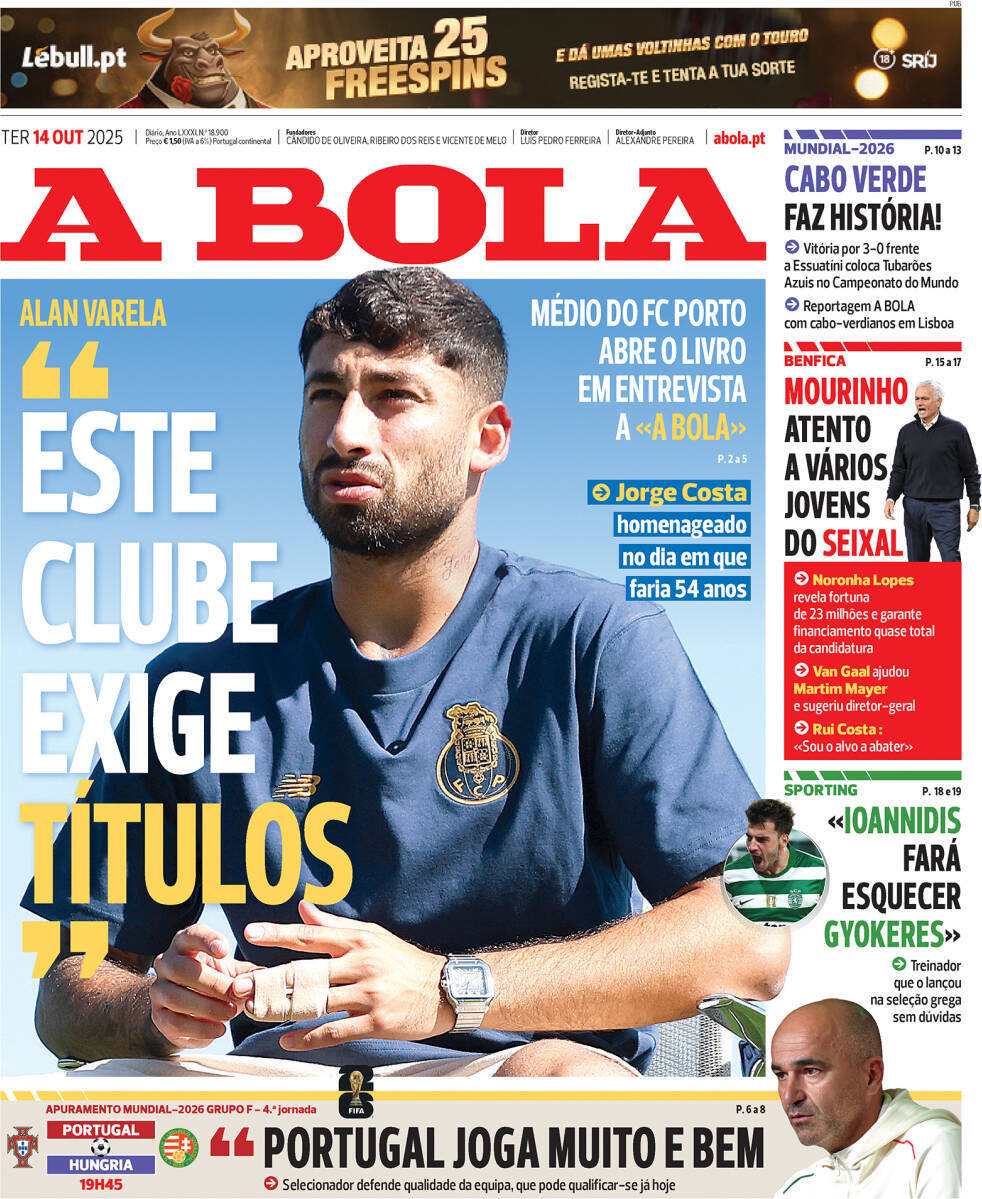 PUB
Lebull.pt
APROVEITA 25
FREESPINS
E DÁ UMAS VOLTINHAS COM O TOURO
REGISTA-TE E TENTA A TUA SORTE
18+ SRIJ
TER 14 OUT 2025
Diário, Ano LXXXI, N.º 18.900
Preço € 1,50 (IVA a 6%) Portugal continental
Fundadores
CÂNDIDO DE OLIVEIRA, RIBEIRO DOS REIS E VICENTE DE MELO
Diretor
LUÍS PEDRO FERREIRA
Diretor-Adjunto
ALEXANDRE PEREIRA
abola.pt
A BOLA
ALAN VARELA
“ESTE
CLUBE
EXIGE
TÍTULOS”
MÉDIO DO FC PORTO
ABRE O LIVRO
EM ENTREVISTA
A «A BOLA»
P. 2 a 5
Jorge Costa
homenageado
no dia em que
faria 54 anos
FCP
MUNDIAL-2026
P. 10 a 13
CABO VERDE
FAZ HISTÓRIA!
Vitória por 3-0 frente
a Essuatíni coloca Tubarões
Azuis no Campeonato do Mundo
Reportagem A BOLA
com cabo-verdianos em Lisboa
BENFICA
P. 15 a 17
MOURINHO
ATENTO
A VÁRIOS
JOVENS
DO SEIXAL
Noronha Lopes
revela fortuna
de 23 milhões e garante
financiamento quase total
da candidatura
Van Gaal ajudou
Martim Mayer
e sugeriu diretor-geral
Rui Costa :
«Sou o alvo a abater»
SPORTING
P. 18 e 19
«IOANNIDIS
FARÁ
ESQUECER
GYOKERES»
Treinador
que o lançou
na seleção grega
sem dúvidas
APURAMENTO MUNDIAL-2026 GRUPO F – 4.ª jornada
PORTUGAL
HUNGRIA
19H45
FIFA
P. 6 a 8
“PORTUGAL JOGA MUITO E BEM
Selecionador defende qualidade da equipa, que pode qualificar-se já hoje